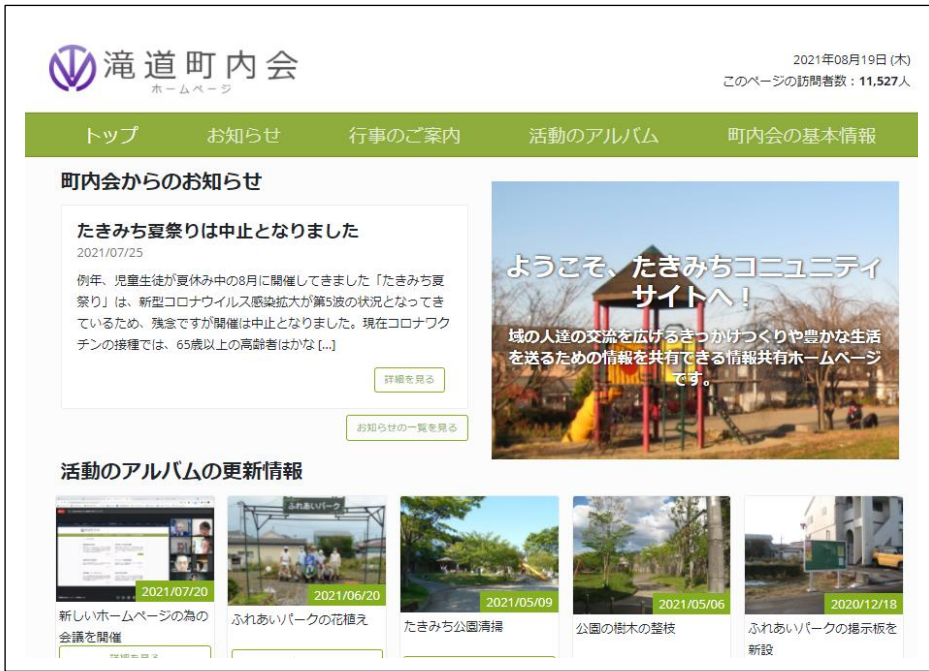 滝道町内会
ホームページ
2021年08月19日 (木)
このページの訪問者数：11,527人
トップ お知らせ 行事のご案内 活動のアルバム 町内会の基本情報
町内会からのお知らせ
たきみち夏祭りは中止となりました
2021/07/25
例年、児童生徒が夏休み中の8月に開催してきました「たきみち夏
祭り」は、新型コロナウイルス感染拡大が第5波の状況となってき
ているため、残念ですが開催は中止となりました。現在コロナワク
チンの接種では、65歳以上の高齢者はかな [...]
詳細を見る
お知らせの一覧を見る
ようこそ、たきみちコニュニティ
サイトへ！
域の人達の交流を広げるきっかけつくりや豊かな生活
を送るための情報を共有できる情報共有ホームページ
です。
活動のアルバムの更新情報
2021/07/20
新しいホームページの為の
会議を開催
詳細を見る
ふれあいパーク
2021/06/20
ふれあいパークの花植え
2021/05/09
たきみち公園清掃
2021/05/06
公園の樹木の整枝
2020/12/18
ふれあいパークの掲示板を
新設